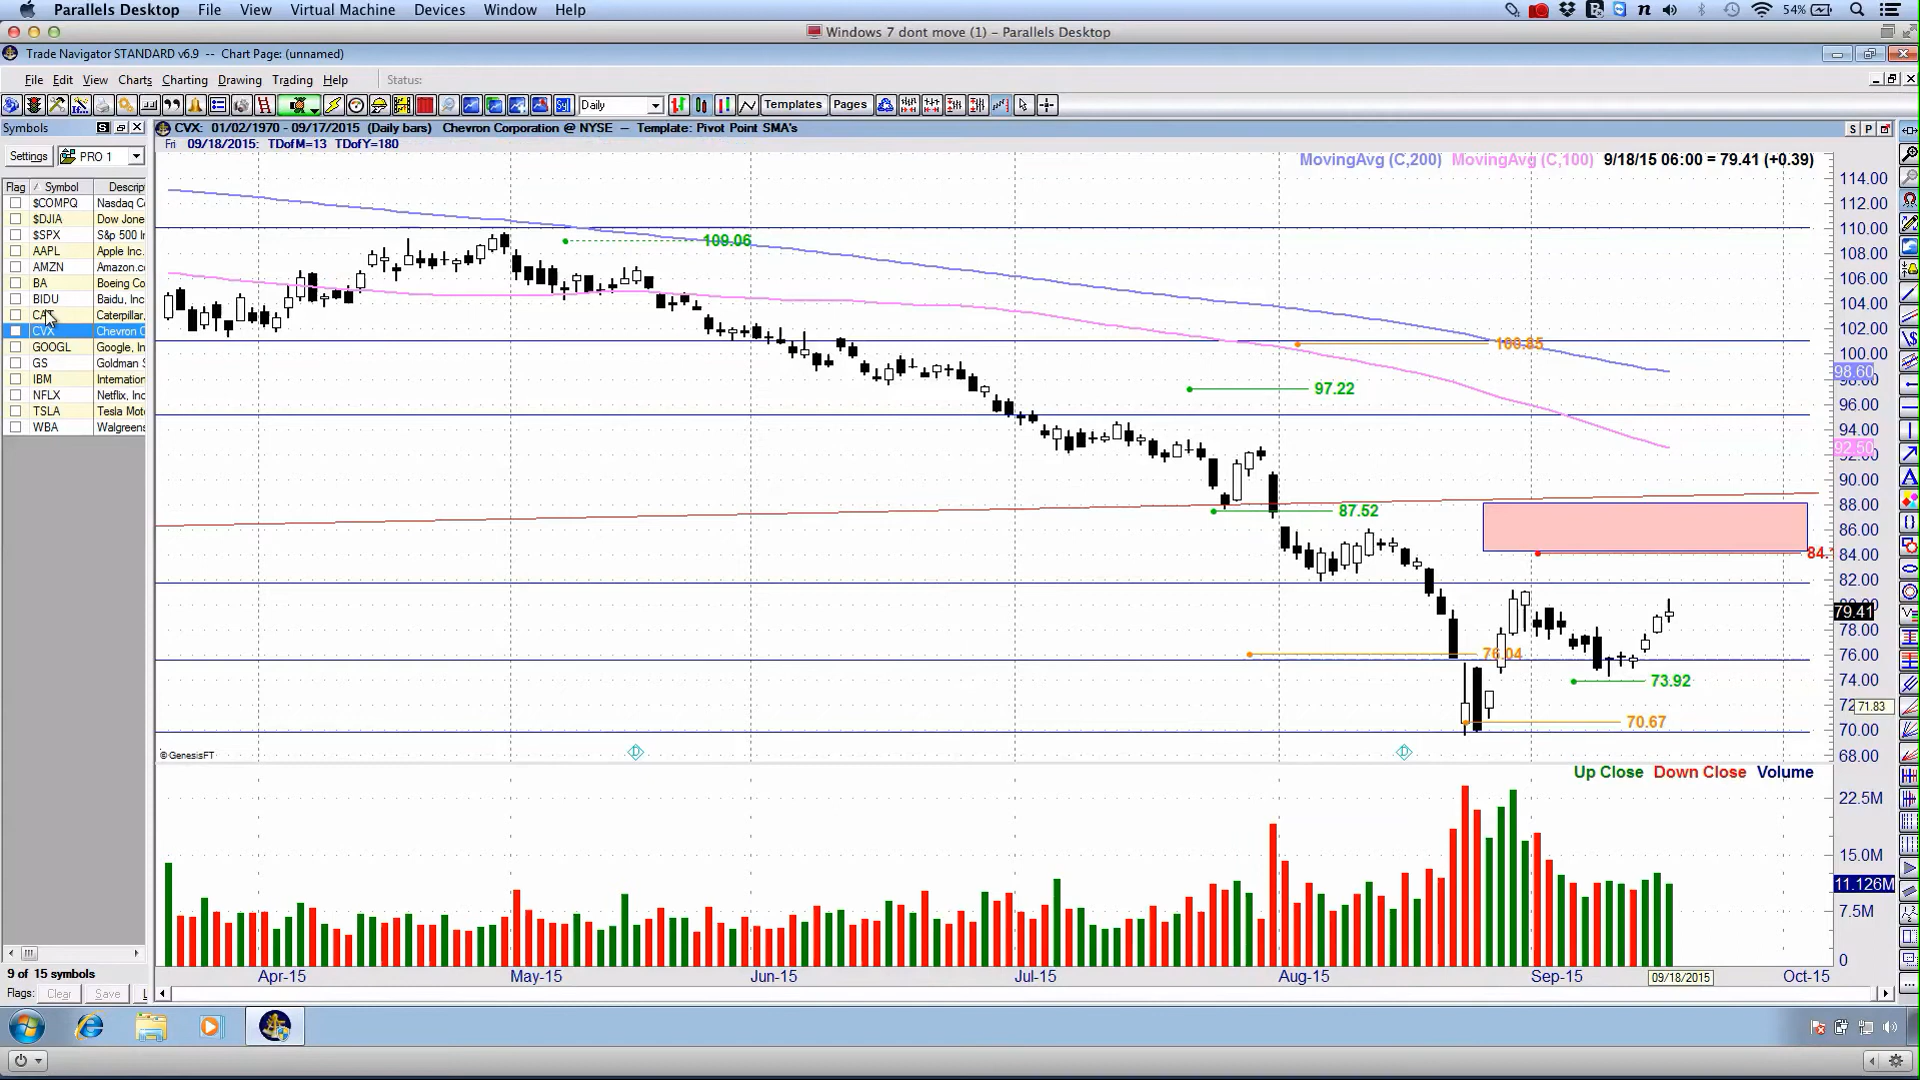 Parallels Desktop File View Virtual Machine Devices Window Help 54%
Windows 7 dont move (1) - Parallels Desktop
Trade Navigator STANDARD v6.9 -- Chart Page: (unnamed)
File Edit View Charts Charting Drawing Trading Help Status:
Daily Templates Pages
Symbols S
CVX: 01/02/1970 - 09/17/2015 (Daily bars) Chevron Corporation @ NYSE -- Template: Pivot Point SMA's S P
Fri 09/18/2015: TDofM=13 TDofY=180
Settings PRO 1
MovingAvg (C,200) MovingAvg (C,100) 9/18/15 06:00 = 79.41 (+0.39)
Flag Symbol Descrip
$COMPQ Nasdaq Co
$DJIA Dow Jone
$SPX S&p 500 I
AAPL Apple Inc.
AMZN Amazon.co
BA Boeing Co
BIDU Baidu, Inc
CAT Caterpillar,
CVX Chevron C
GOOGL Google, In
GS Goldman S
IBM Internation
NFLX Netflix, Inc
TSLA Tesla Mot
WBA Walgreens
114.00
112.00
110.00
108.00
106.00
104.00
102.00
100.00
98.60
96.00
94.00
92.50
90.00
88.00
86.00
84.00
82.00
79.41
78.00
76.00
74.00
71.83
70.00
68.00
109.06
100.85
97.22
87.52
76.04
73.92
70.67
© GenesisFT
D D
Up Close Down Close Volume
22.5M
15.0M
11.126M
7.5M
0
Apr-15 May-15 Jun-15 Jul-15 Aug-15 Sep-15 09/18/2015 Oct-15
9 of 15 symbols
Flags: Clear Save